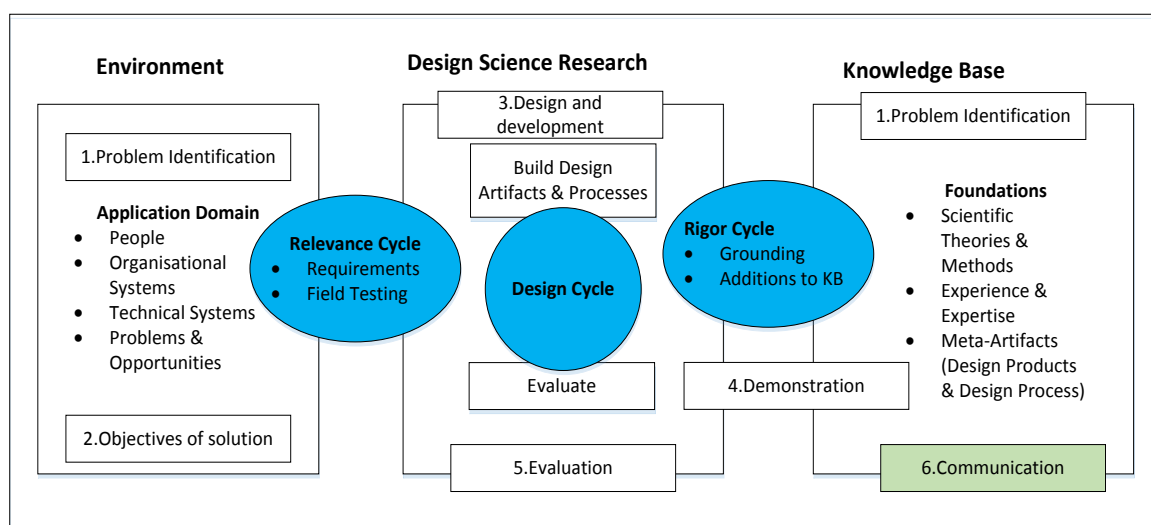 Environment
1.Problem Identification
Application Domain
• People
• Organisational
Systems
• Technical Systems
• Problems &
Opportunities
2.Objectives of solution
Relevance Cycle
• Requirements
• Field Testing
Design Science Research
3.Design and
development
Build Design
Artifacts & Processes
Design Cycle
Evaluate
5.Evaluation
Rigor Cycle
• Grounding
• Additions to KB
4.Demonstration
Knowledge Base
1.Problem Identification
Foundations
• Scientific
Theories &
Methods
• Experience &
Expertise
• Meta-Artifacts
(Design Products
& Design Process)
6.Communication